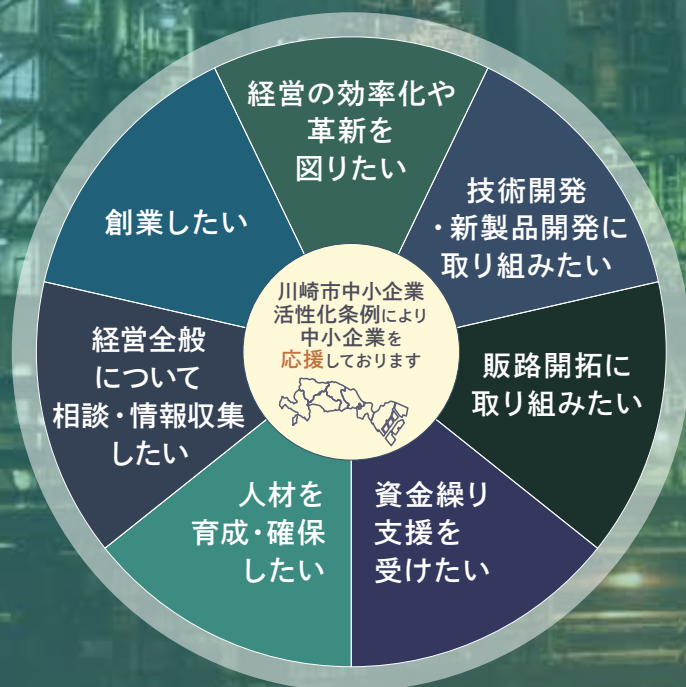 経営の効率化や
革新を
図りたい
技術開発
・新製品開発に
取り組みたい
販路開拓に
取り組みたい
資金繰り
支援を
受けたい
人材を
育成・確保
したい
経営全般
について
相談・情報収集
したい
創業したい
川崎市中小企業
活性化条例により
中小企業を
応援しております